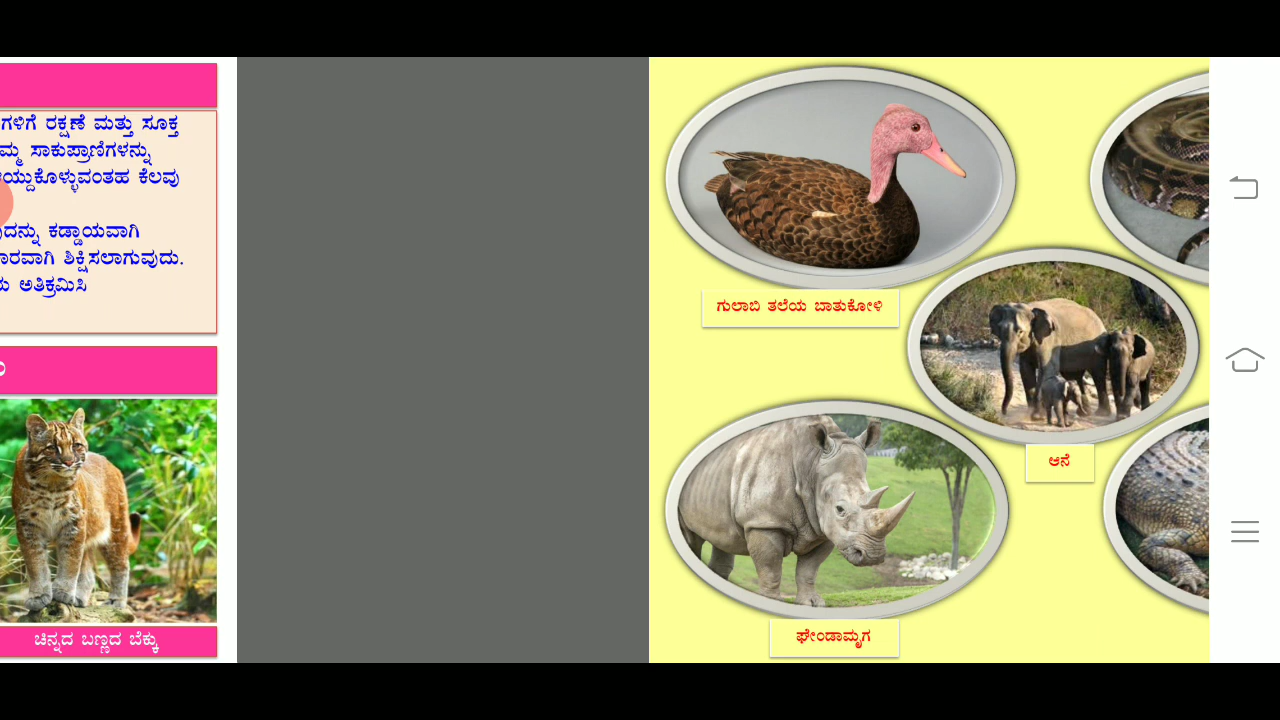 ಗಳಿಗೆ ರಕ್ಷಣೆ ಮತ್ತು ಸೂಕ್ತ
ಮ್ಮ ಸಾಕುಪ್ರಾಣಿಗಳನ್ನು
ಯ್ದುಕೊಳ್ಳುವಂತಹ ಕೆಲವು
ದನ್ನು ಕಡ್ಡಾಯವಾಗಿ
ಾರವಾಗಿ ಶಿಕ್ಷಿಸಲಾಗುವುದು.
ು ಅತಿಕ್ರಮಿಸಿ
ಚಿನ್ನದ ಬಣ್ಣದ ಬೆಕ್ಕು
ಗುಲಾಬಿ ತಲೆಯ ಬಾತುಕೋಳಿ
ಆನೆ
ಘೇಂಡಾಮೃಗ